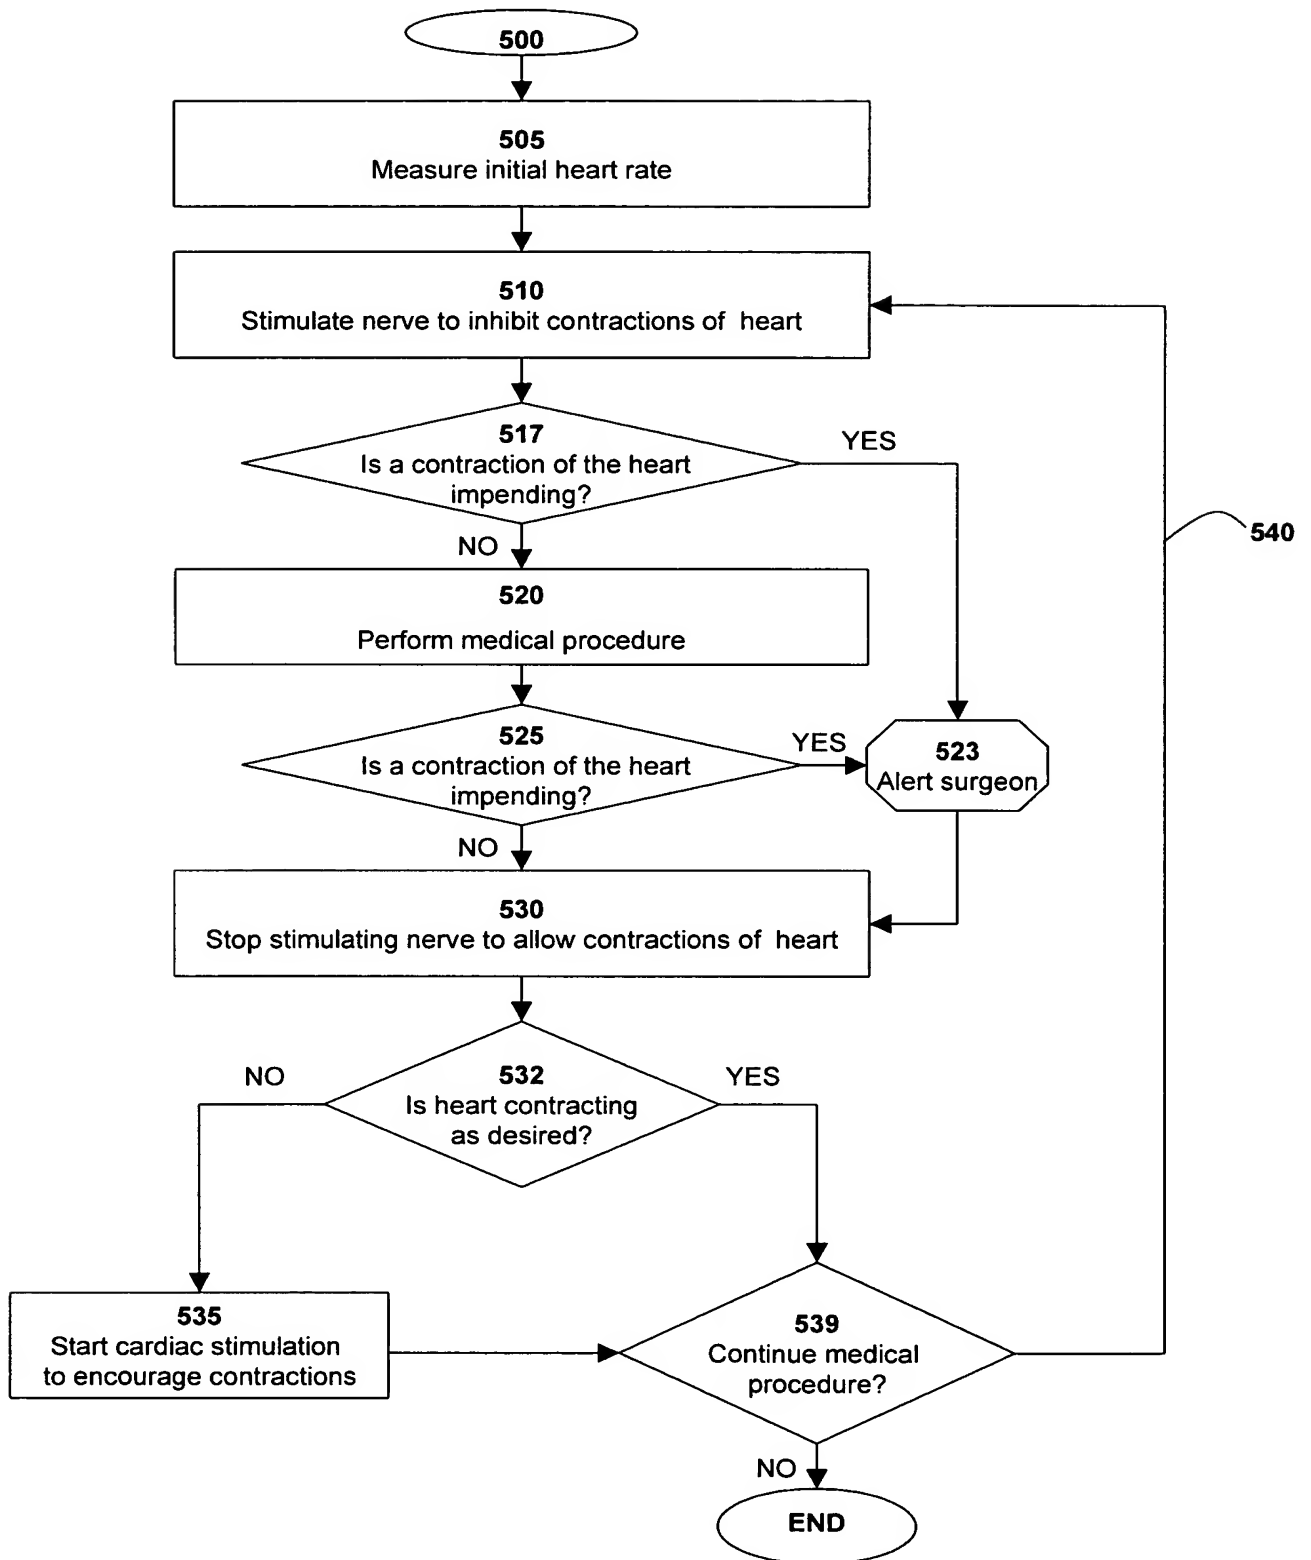 500
505
Measure initial heart rate
510
Stimulate nerve to inhibit contractions of heart
517
Is a contraction of the heart
impending?
YES
540
NO
520
Perform medical procedure
525
Is a contraction of the heart
impending?
YES
523
Alert surgeon
NO
530
Stop stimulating nerve to allow contractions of heart
532
Is heart contracting
as desired?
NO
YES
535
Start cardiac stimulation
to encourage contractions
539
Continue medical
procedure?
NO
END